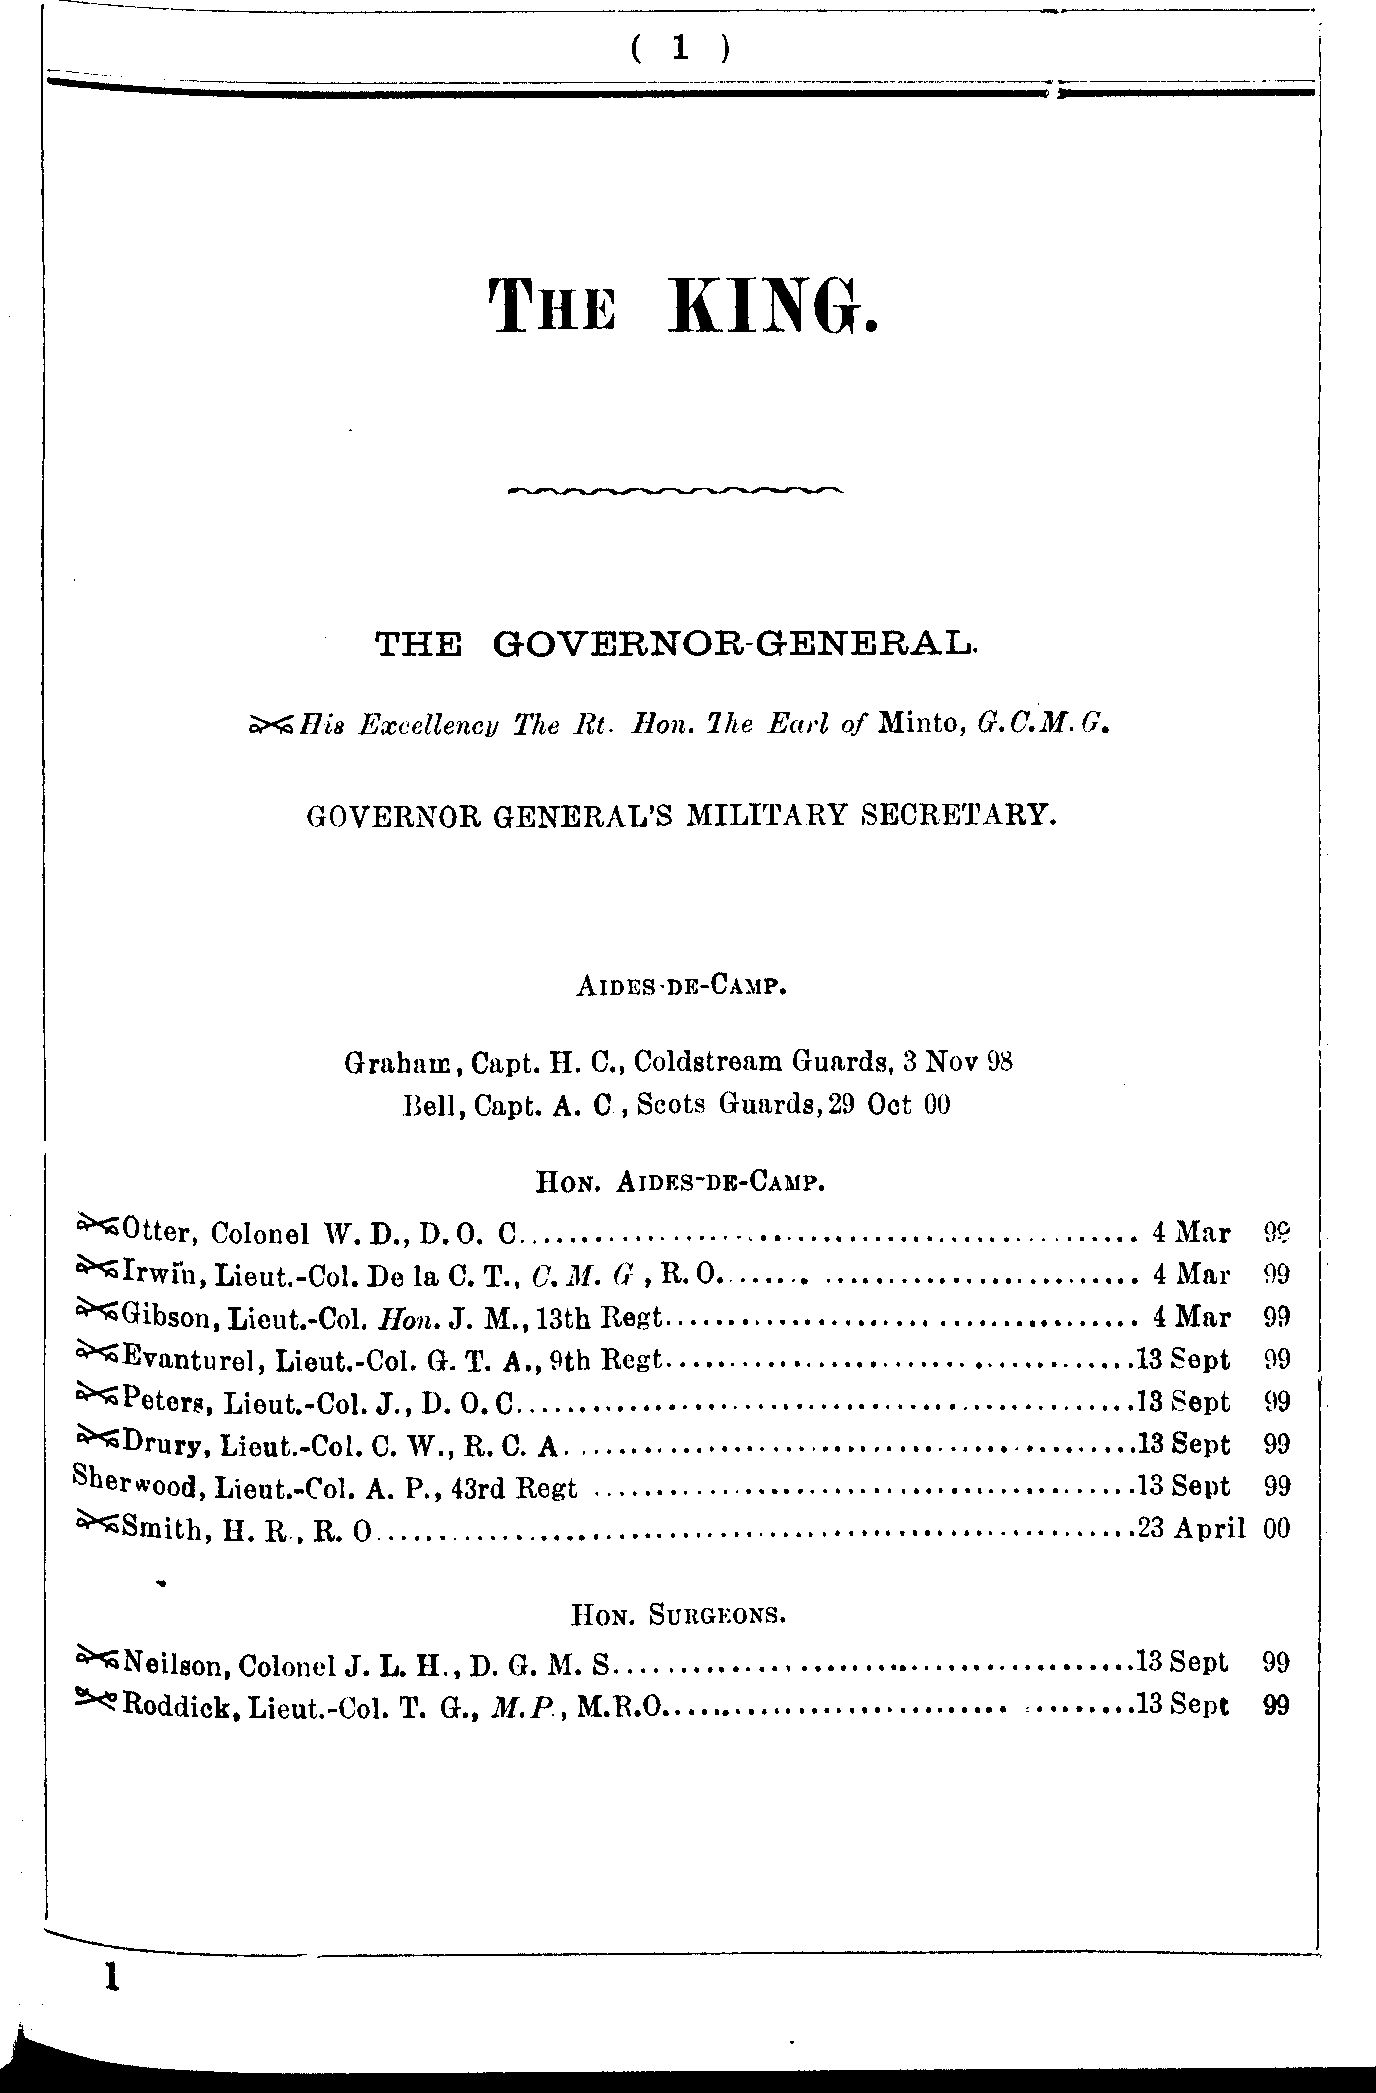 ( 1 )
THE KING.
THE GOVERNOR-GENERAL.
His Excellency The Rt. Hon. The Earl of Minto, G.C.M.G.
GOVERNOR GENERAL'S MILITARY SECRETARY.
AIDES-DE-CAMP.
Graham, Capt. H. C., Coldstream Guards, 3 Nov 98
Bell, Capt. A. C , Scots Guards, 29 Oct 00
HON. AIDES-DE-CAMP.
Otter, Colonel W. D., D. O. C. 4 Mar 99
Irwin, Lieut.-Col. De la C. T., C. M. G , R. O. 4 Mar 99
Gibson, Lieut.-Col. Hon. J. M., 13th Regt. 4 Mar 99
Evanturel, Lieut.-Col. G. T. A., 9th Regt. 13 Sept 99
Peters, Lieut.-Col. J., D. O. C. 13 Sept 99
Drury, Lieut.-Col. C. W., R. C. A. 13 Sept 99
Sherwood, Lieut.-Col. A. P., 43rd Regt 13 Sept 99
Smith, H. R., R. O. 23 April 00
HON. SURGEONS.
Neilson, Colonel J. L. H., D. G. M. S. 13 Sept 99
Roddick, Lieut.-Col. T. G., M.P., M.R.O. 13 Sept 99
1